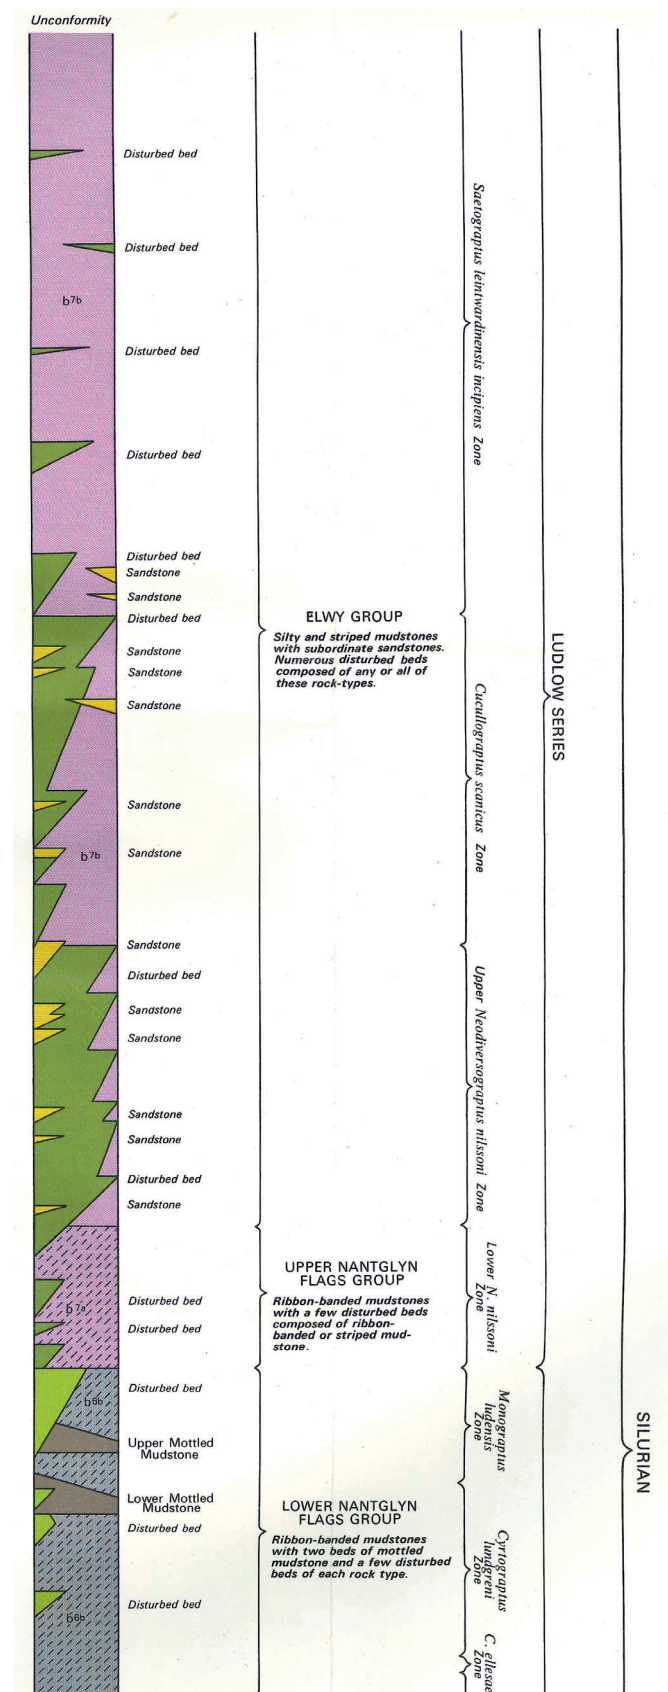 Unconformity
Disturbed bed
Disturbed bed
b7b
Disturbed bed
Disturbed bed
Disturbed bed
Sandstone
Sandstone
Disturbed bed
Sandstone
Sandstone
Sandstone
Sandstone
b7b
Sandstone
Sandstone
Disturbed bed
Sandstone
Sandstone
Sandstone
Sandstone
Disturbed bed
Sandstone
b7a
Disturbed bed
Disturbed bed
Disturbed bed
b6b
Upper Mottled
Mudstone
Lower Mottled
Mudstone
Disturbed bed
Disturbed bed
b6b
ELWY GROUP
Silty and striped mudstones
with subordinate sandstones.
Numerous disturbed beds
composed of any or all of
these rock-types.
UPPER NANTGLYN
FLAGS GROUP
Ribbon-banded mudstones
with a few disturbed beds
composed of ribbon-
banded or striped mud-
stone.
LOWER NANTGLYN
FLAGS GROUP
Ribbon-banded mudstones
with two beds of mottled
mudstone and a few disturbed
beds of each rock type.
Saetograptus leintwardinensis incipiens Zone
Cucullograptus scanicus Zone
Upper Neodiversograptus nilssoni Zone
Lower N. nilssoni
Zone
Monograptus
ludensis
Zone
Cyrtograptus
lundgreni
Zone
C. ellesae
Zone
LUDLOW SERIES
SILURIAN